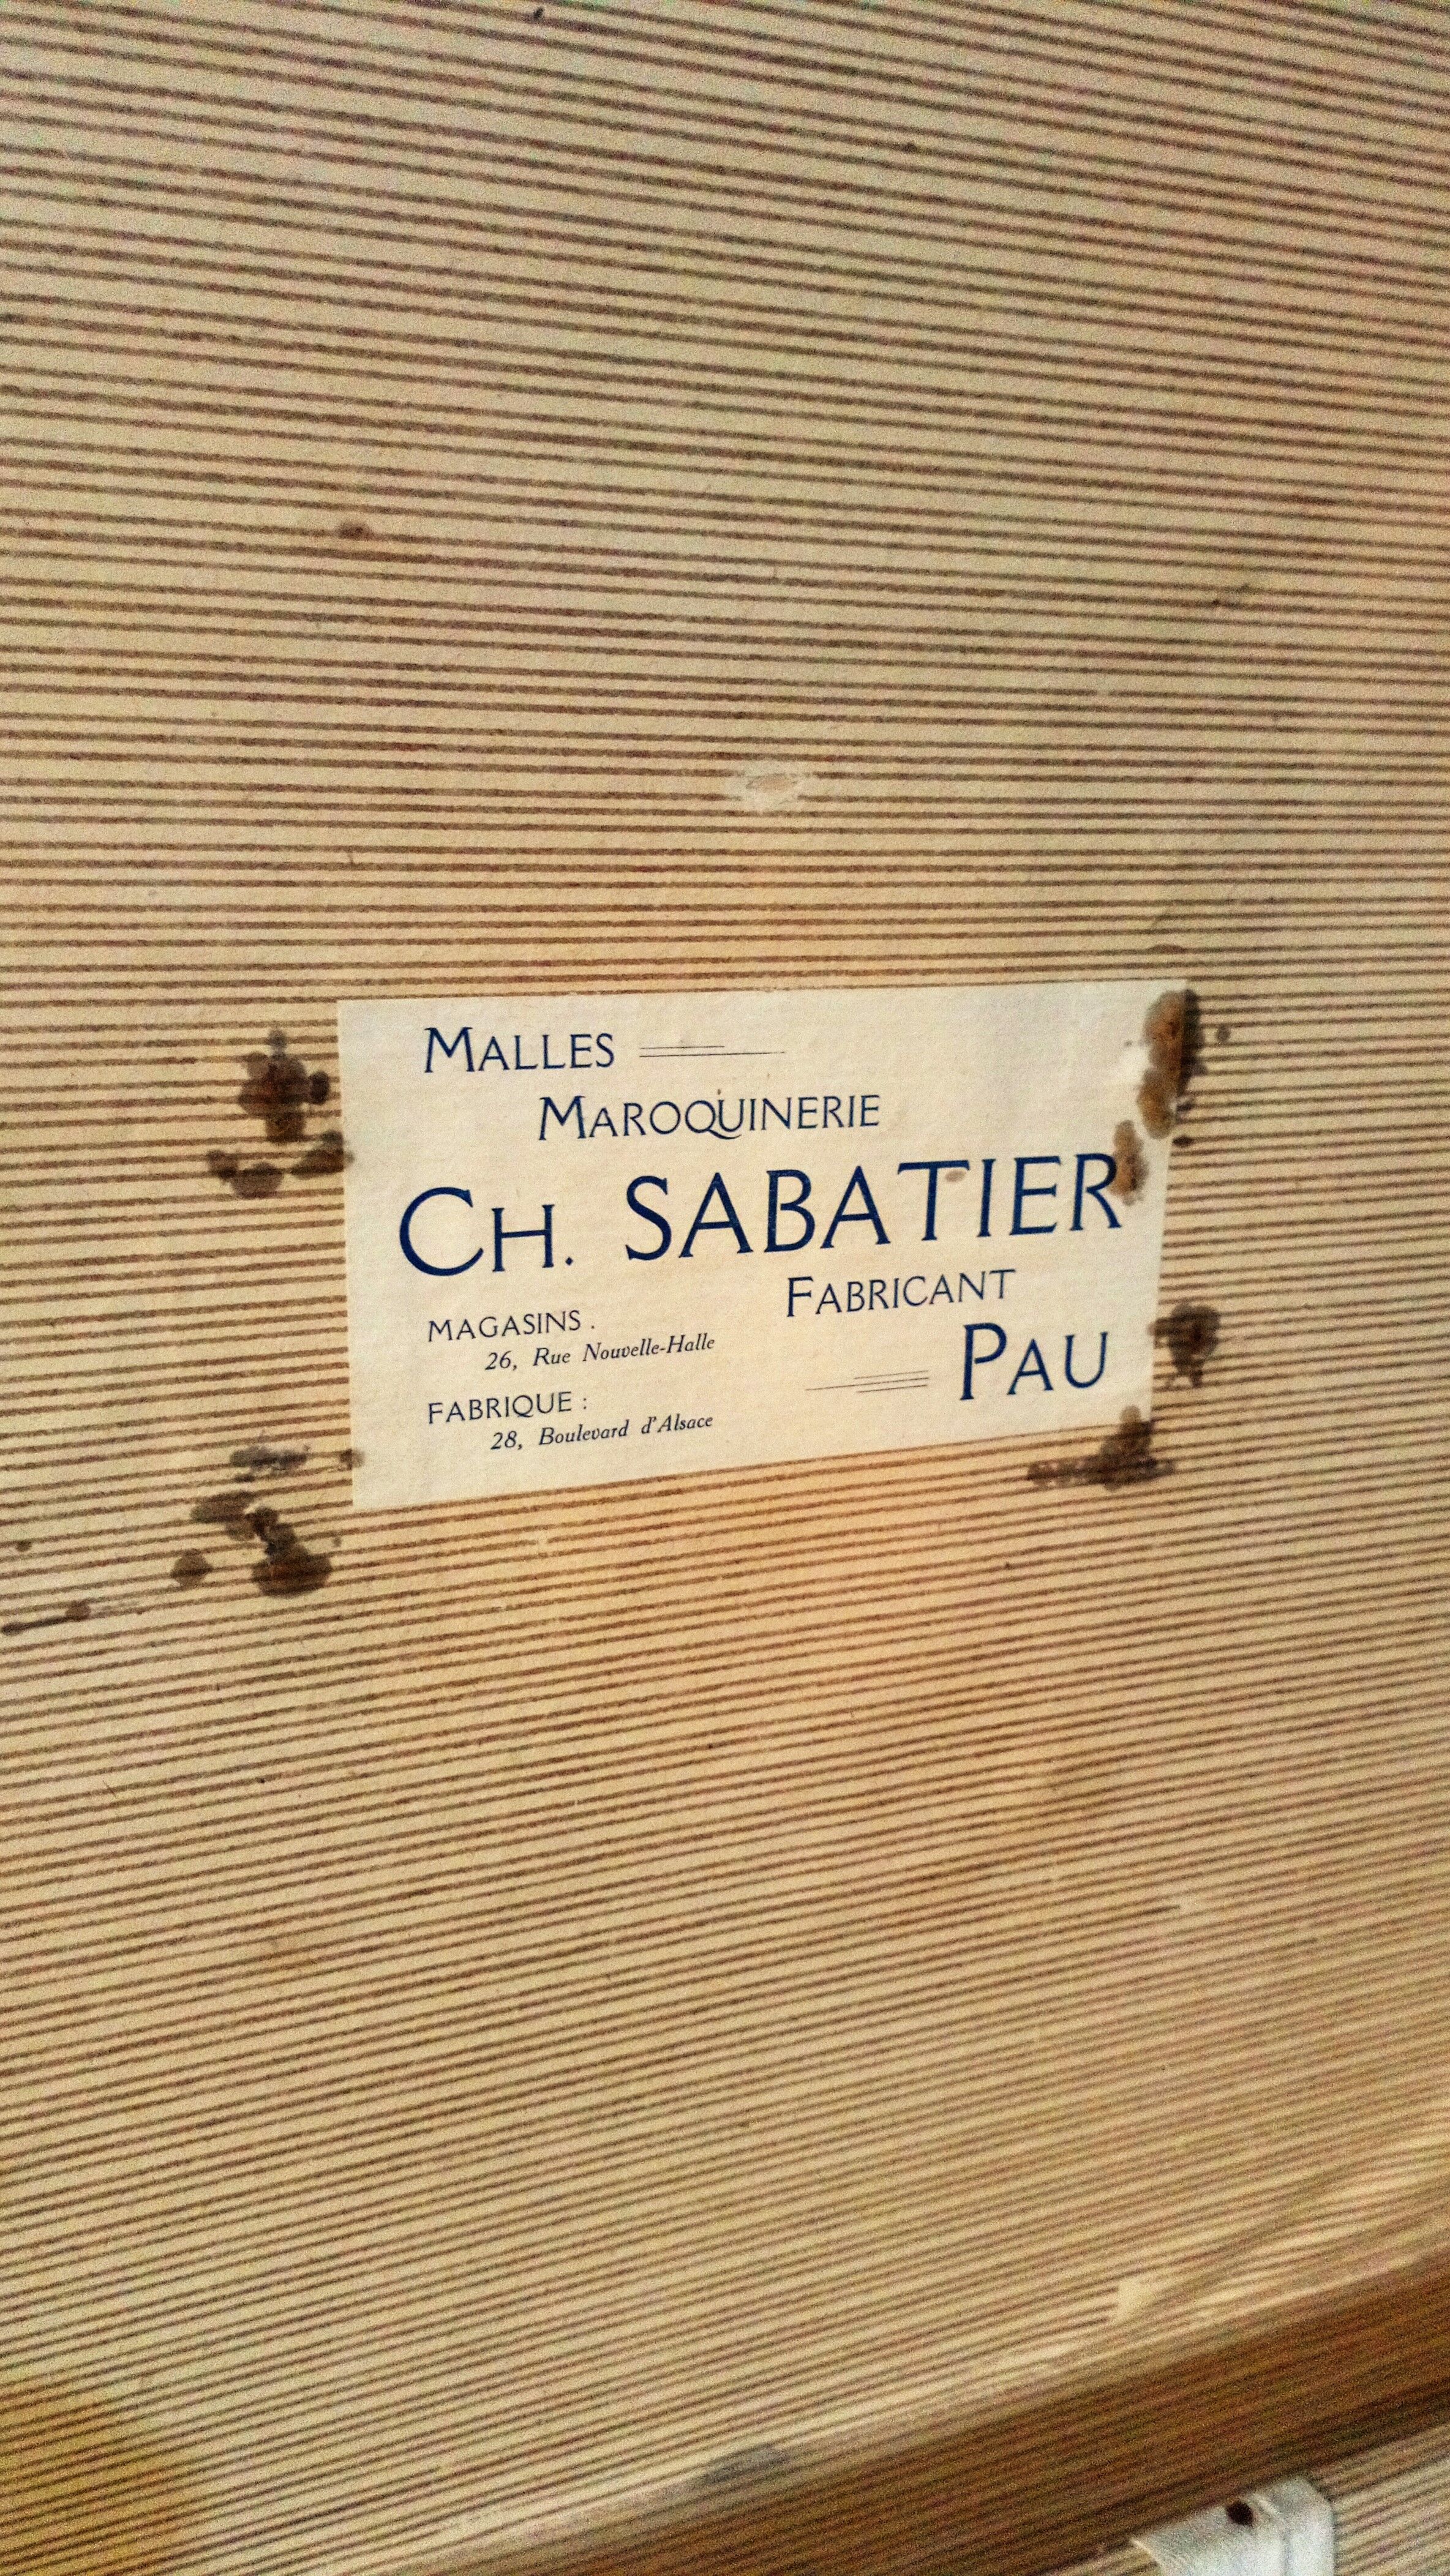 MALLES
MAROQUINERIE
CH. SABATIER
FABRICANT
PAU
MAGASINS.
26, Rue Nouvelle-Halle
FABRIQUE :
28, Boulevard d'Alsace